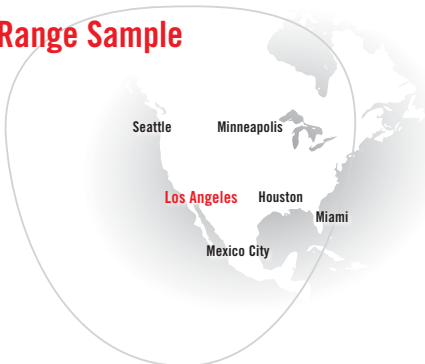 Range Sample
Seattle
Minneapolis
Los Angeles
Houston
Miami
Mexico City